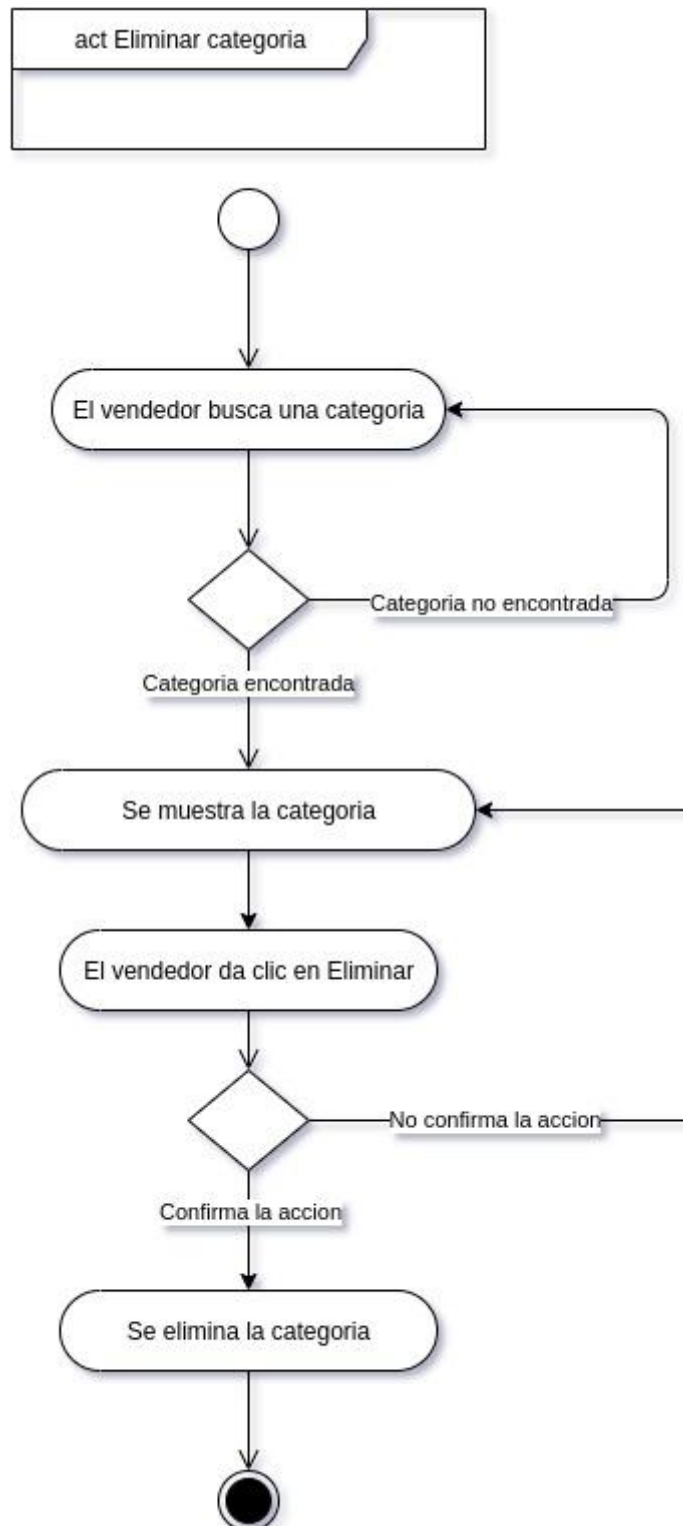 act Eliminar categoria
El vendedor busca una categoria
Categoria no encontrada
Categoria encontrada
Se muestra la categoria
El vendedor da clic en Eliminar
No confirma la accion
Confirma la accion
Se elimina la categoria